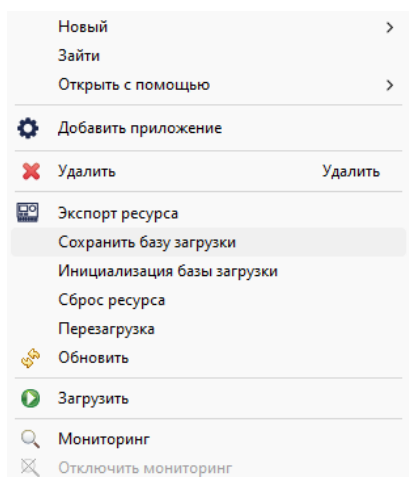 Новый
Зайти
Открыть с помощью
Добавить приложение
Удалить Удалить
Экспорт ресурса
Сохранить базу загрузки
Инициализация базы загрузки
Сброс ресурса
Перезагрузка
Обновить
Загрузить
Мониторинг
Отключить мониторинг